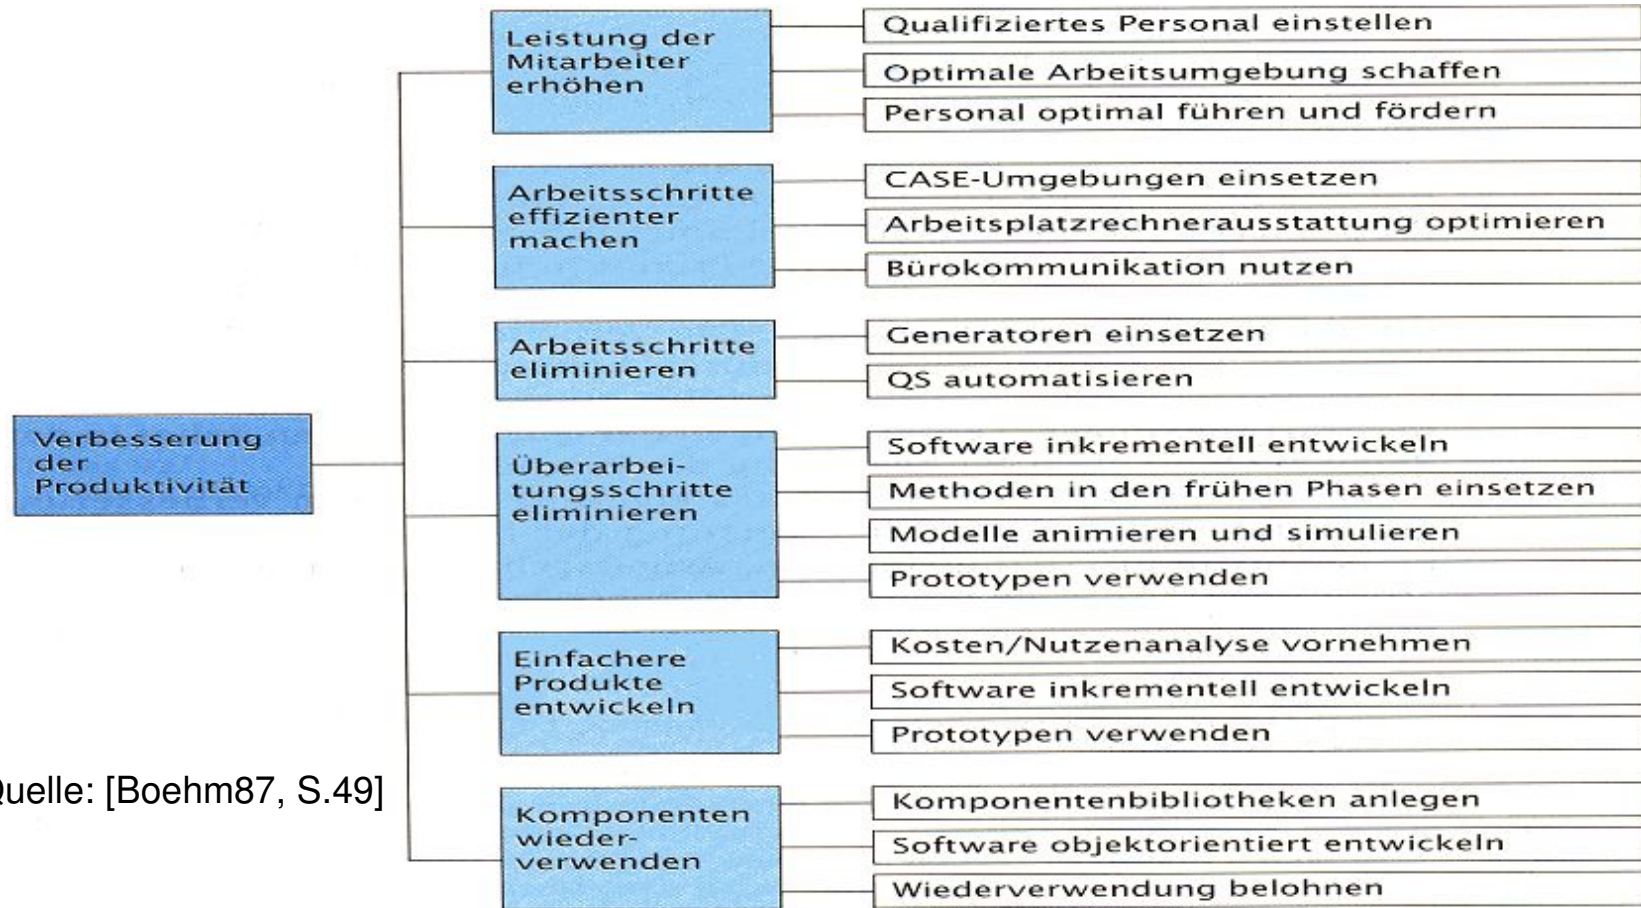 Verbesserung
der
Produktivität
Leistung der
Mitarbeiter
erhöhen
Qualifiziertes Personal einstellen
Optimale Arbeitsumgebung schaffen
Personal optimal führen und fördern
Arbeitsschritte
effizienter
machen
CASE-Umgebungen einsetzen
Arbeitsplatzrechnerausstattung optimieren
Bürokommunikation nutzen
Arbeitsschritte
eliminieren
Generatoren einsetzen
QS automatisieren
Überarbei-
tungsschritte
eliminieren
Software inkrementell entwickeln
Methoden in den frühen Phasen einsetzen
Modelle animieren und simulieren
Prototypen verwenden
Einfachere
Produkte
entwickeln
Kosten/Nutzenanalyse vornehmen
Software inkrementell entwickeln
Prototypen verwenden
Komponenten
wieder-
verwenden
Komponentenbibliotheken anlegen
Software objektorientiert entwickeln
Wiederverwendung belohnen
Quelle: [Boehm87, S.49]